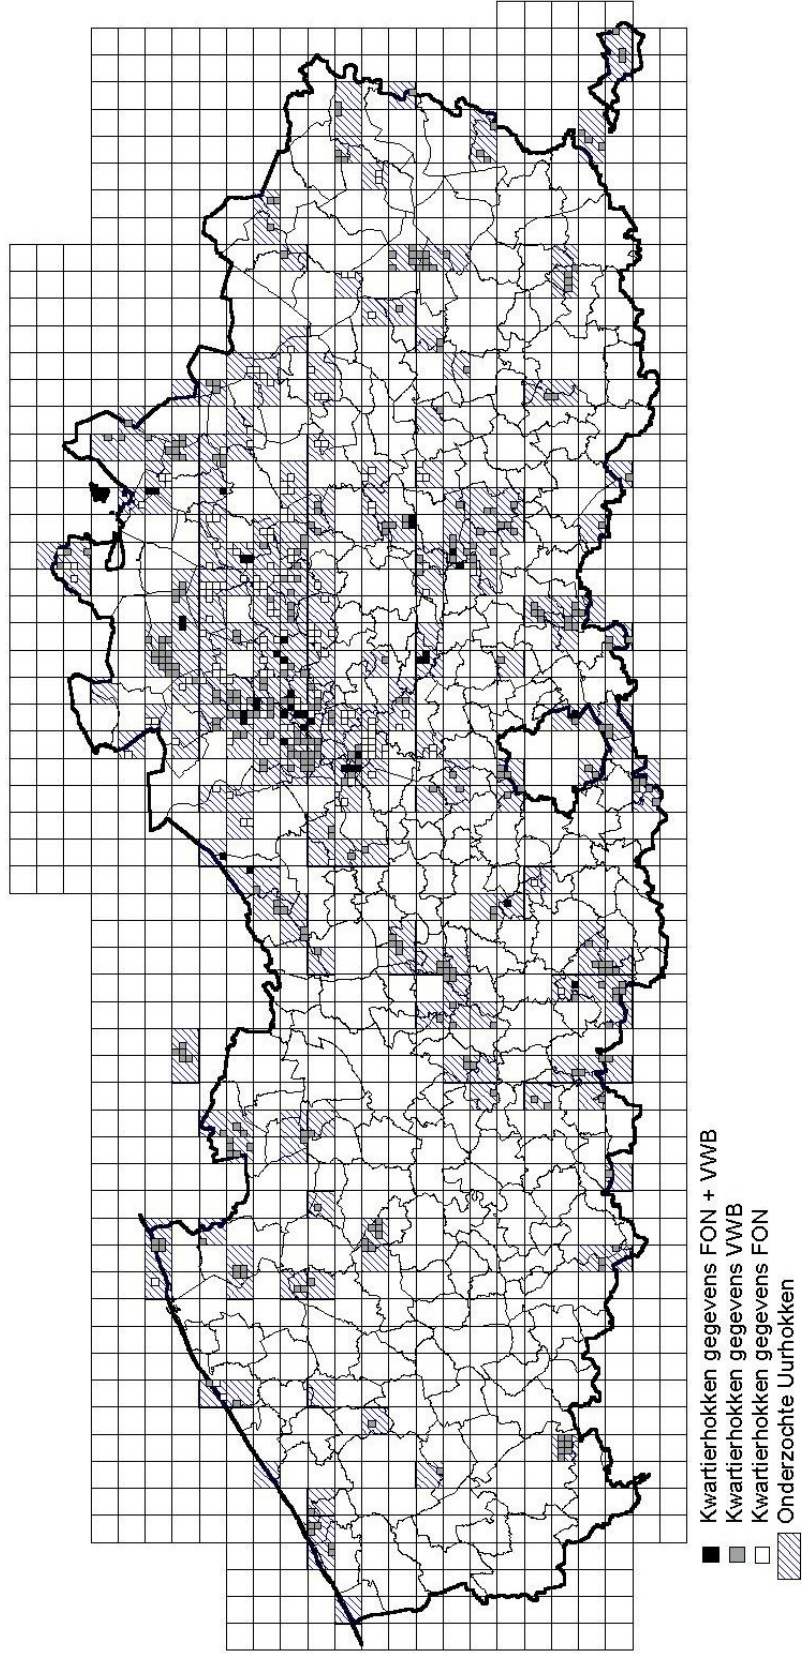 Kwartierhokken gegevens FON + VWB
Kwartierhokken gegevens VWB
Kwartierhokken gegevens FON
Onderzochte Uurhokken